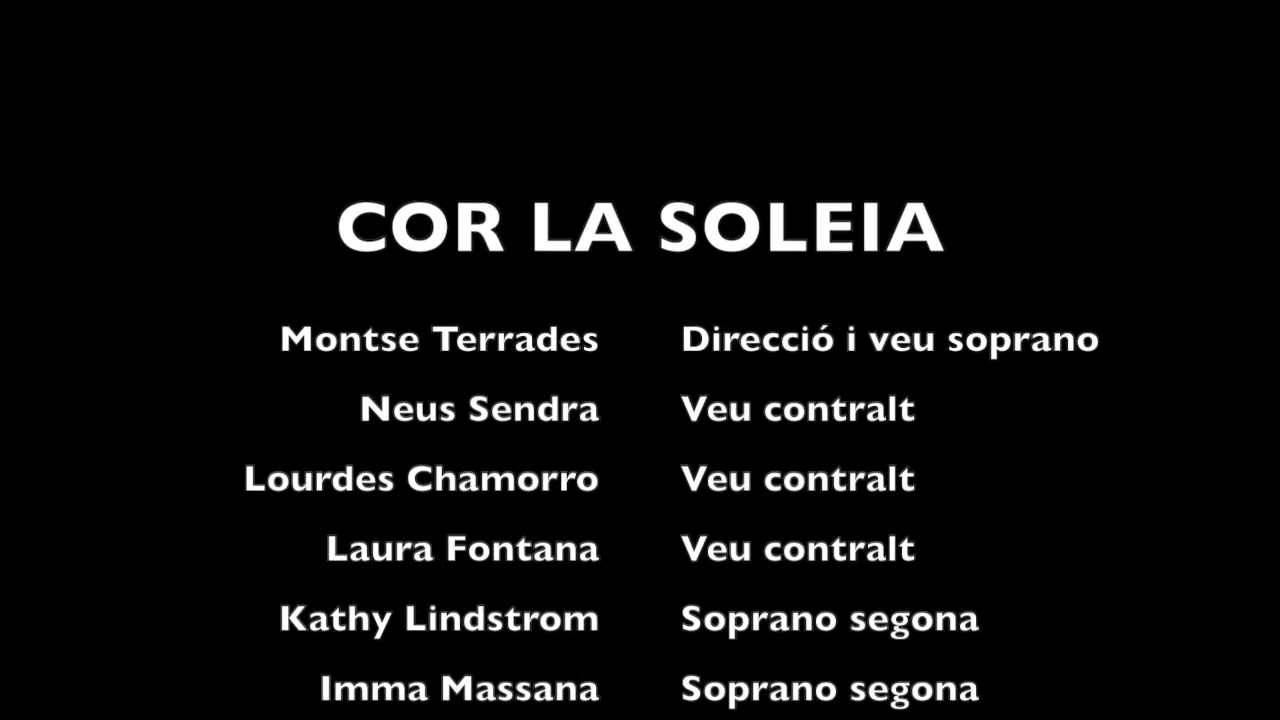 COR LA SOLEIA
Montse Terrades Direcció i veu soprano
Neus Sendra Veu contralt
Lourdes Chamorro Veu contralt
Laura Fontana Veu contralt
Kathy Lindstrom Soprano segona
Imma Massana Soprano segona